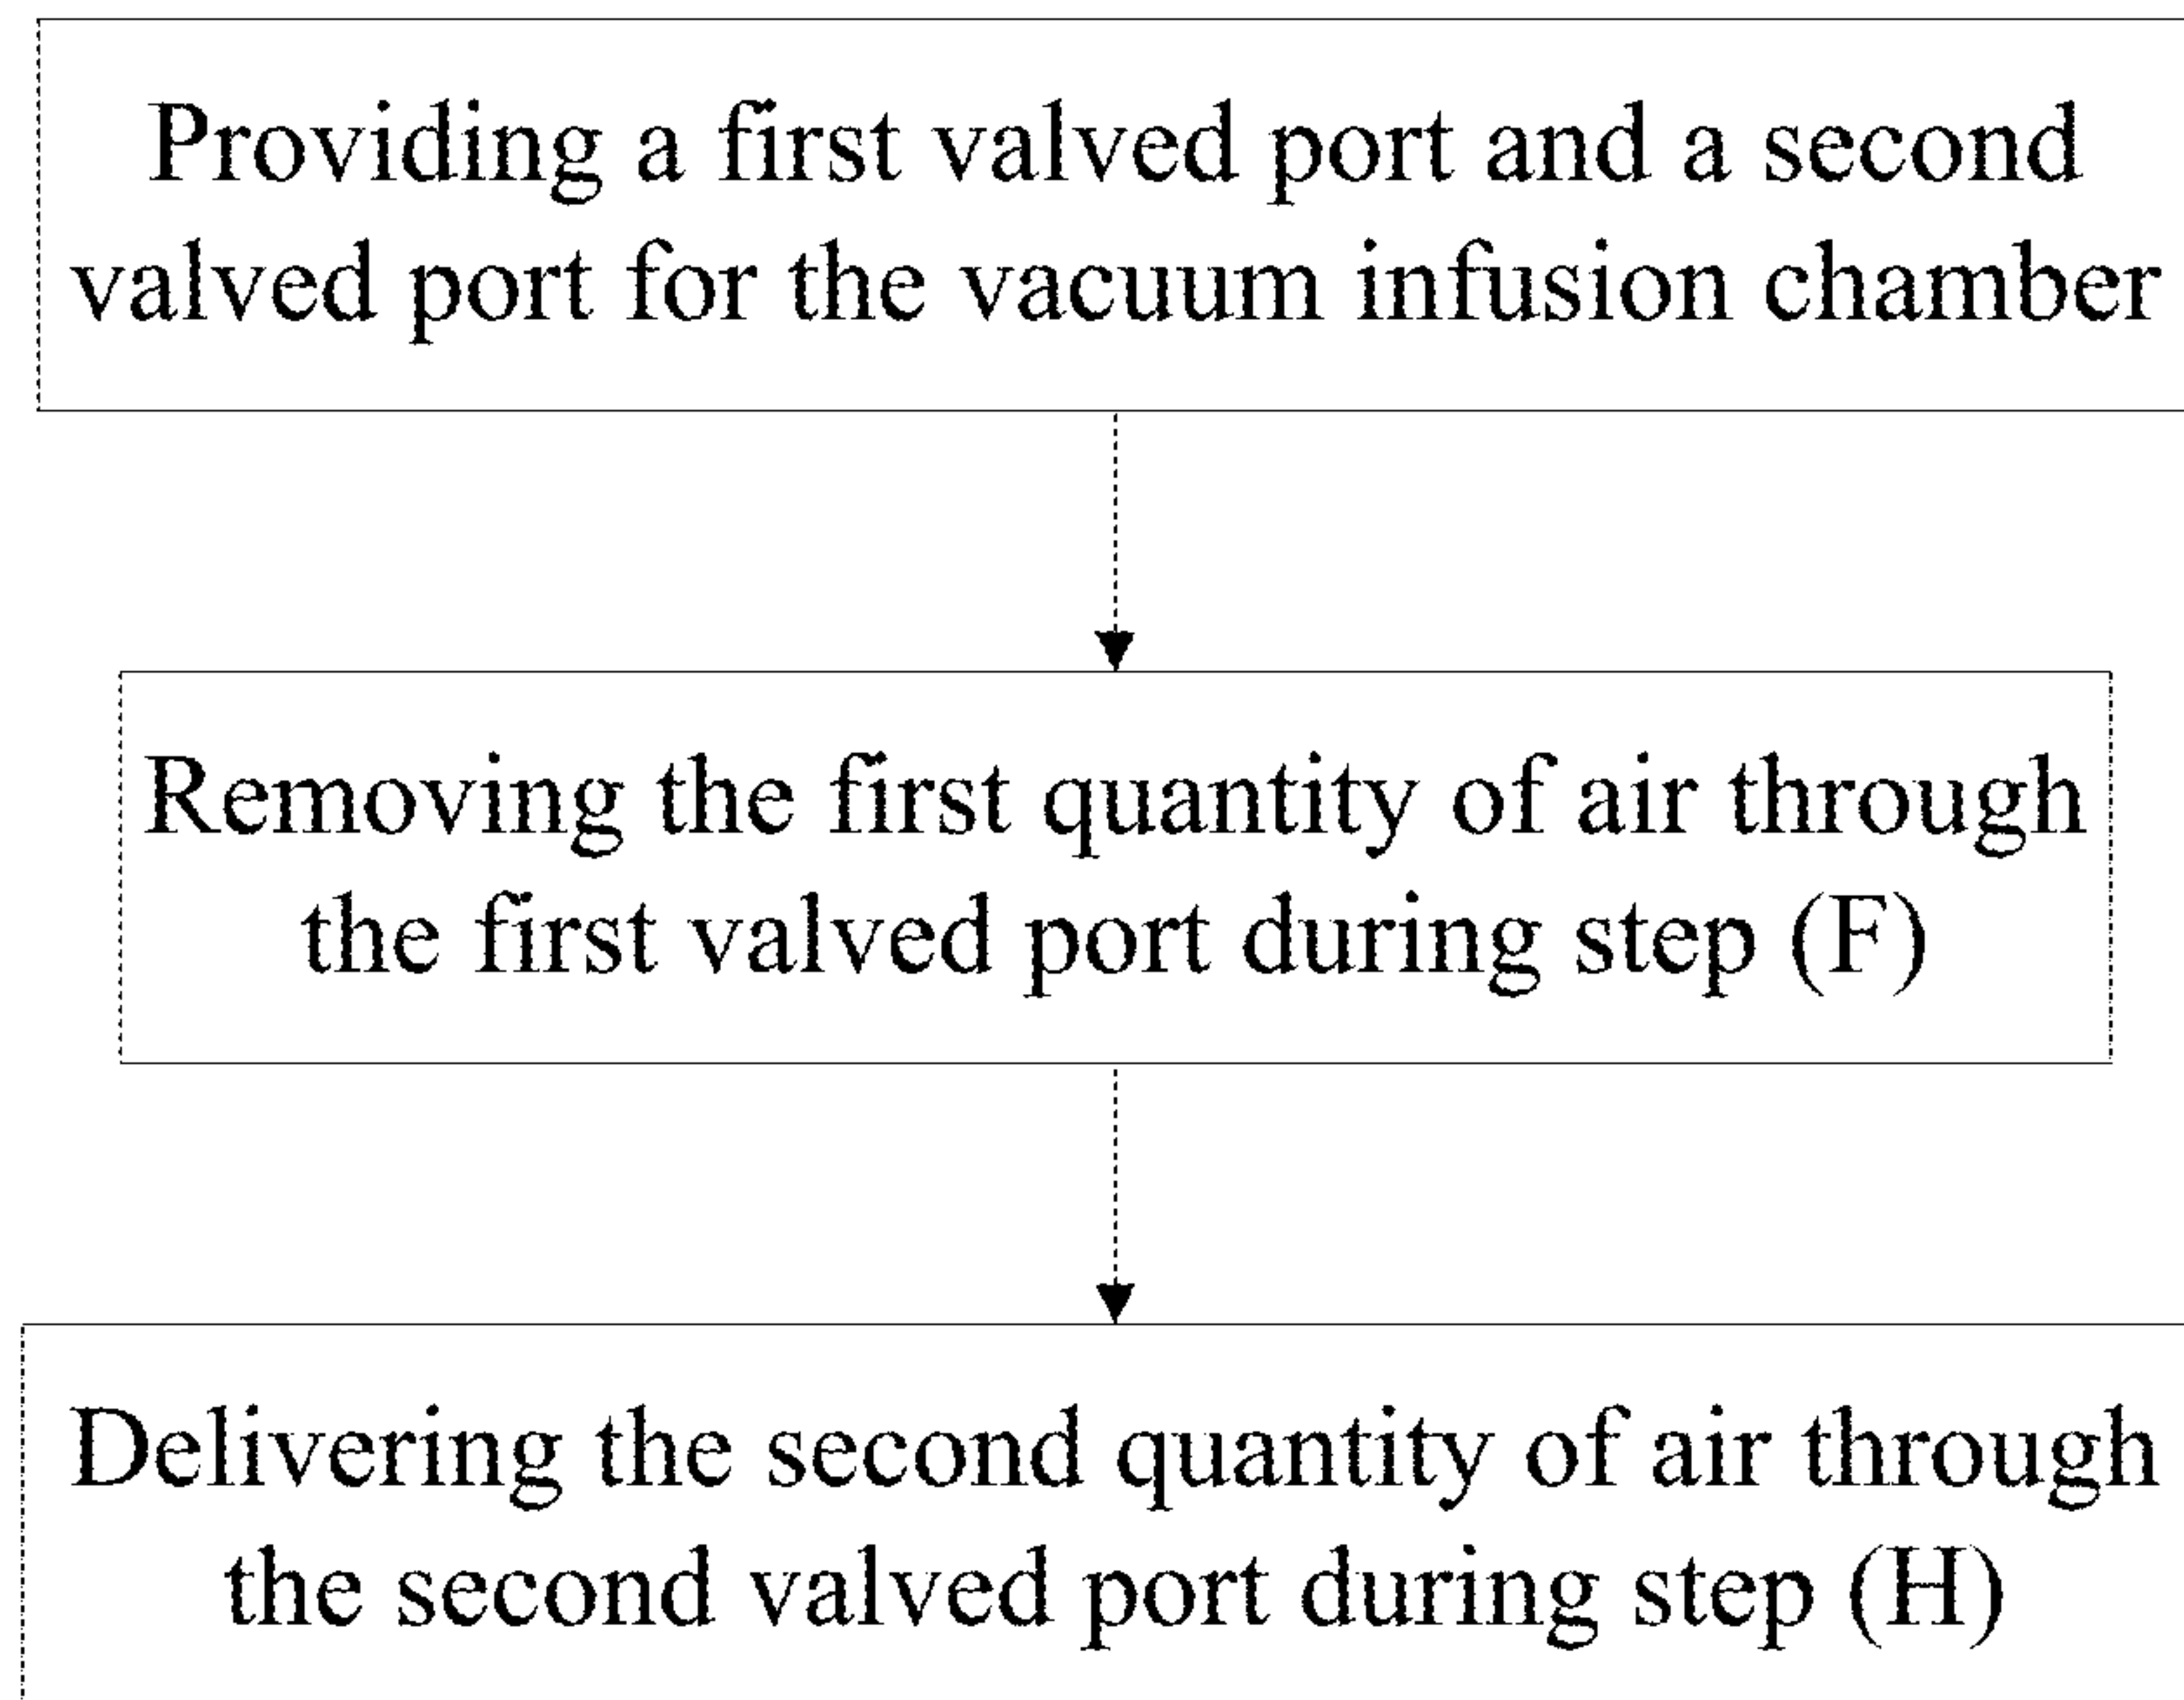 Providing a first valved port and a second
valved port for the vacuum infusion chamber
Removing the first quantity of air through
the first valved port during step (F)
Delivering the second quantity of air through
the second valved port during step (H)